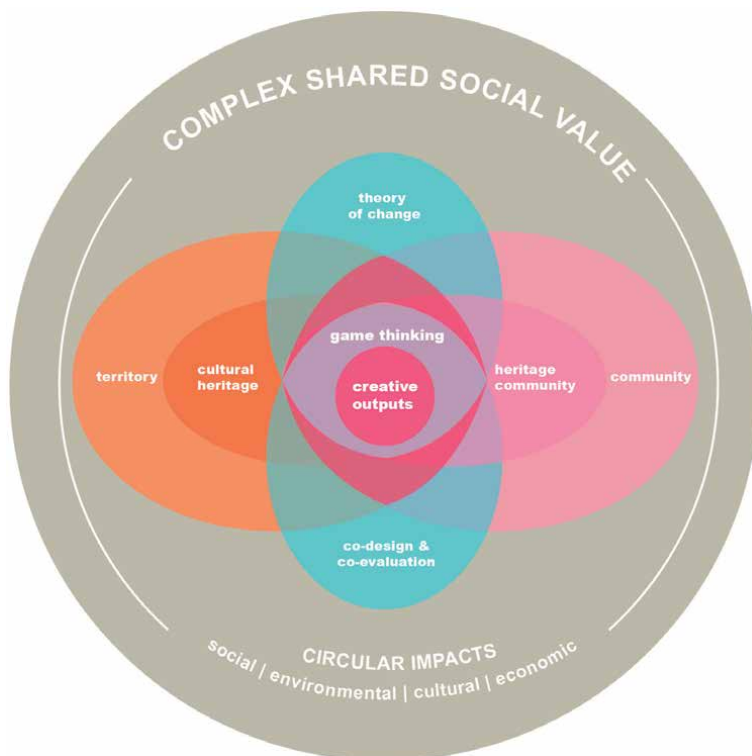 COMPLEX SHARED SOCIAL VALUE
theory
of change
game thinking
territory
cultural
heritage
creative
outputs
heritage
community
community
co-design &
co-evaluation
CIRCULAR IMPACTS
social | environmental | cultural | economic